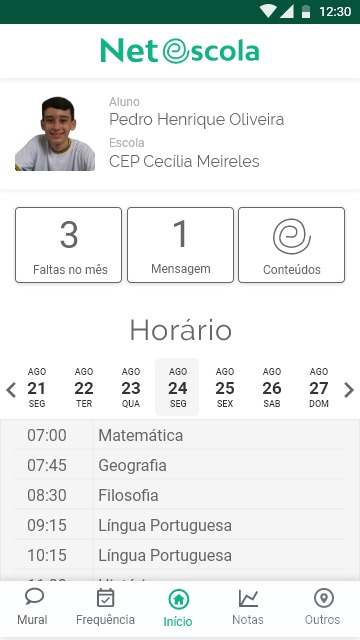 12:30
NetEscola
Aluno
Pedro Henrique Oliveira
Escola
CEP Cecília Meireles
3 1
Faltas no mês Mensagem Conteúdos
Horário
AGO AGO AGO AGO AGO AGO AGO
21 22 23 24 25 26 27
SEG TER QUA SEG SEX SAB DOM
07:00 Matemática
07:45 Geografia
08:30 Filosofia
09:15 Língua Portuguesa
10:15 Língua Portuguesa
Mural Frequência Início Notas Outros